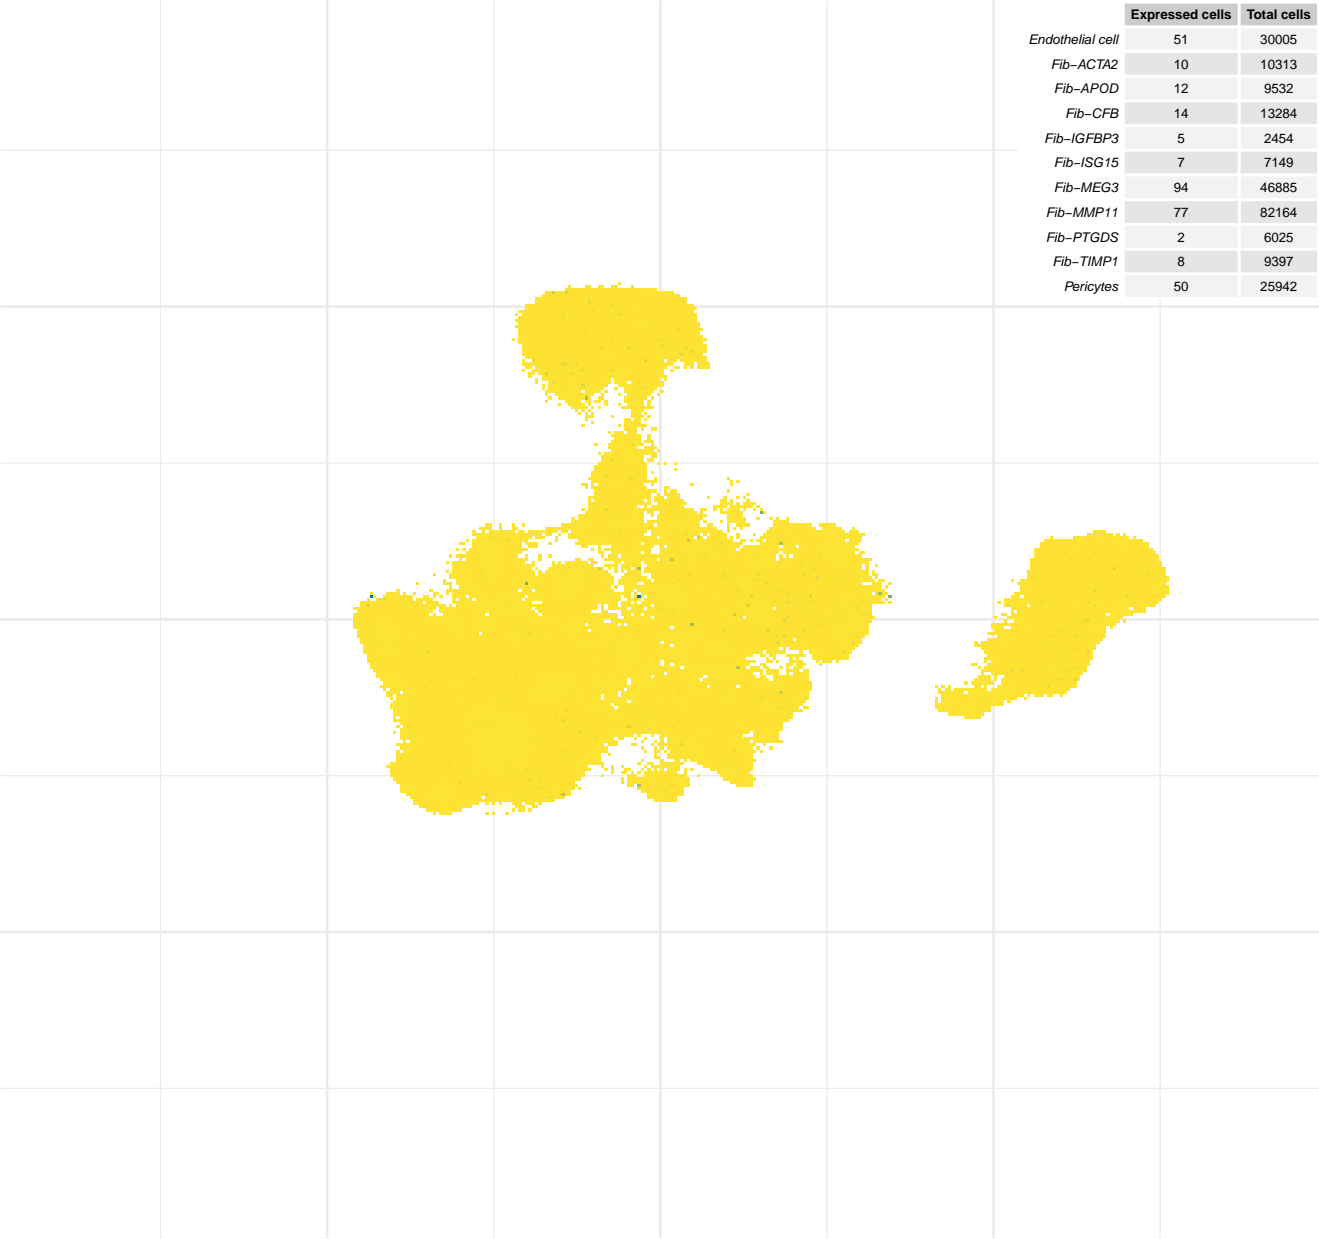 Expressed cells Total cells
Endothelial cell 51 30005
Fib−ACTA2 10 10313
Fib−APOD 12 9532
Fib−CFB 14 13284
Fib−IGFBP3 5 2454
Fib−ISG15 7 7149
Fib−MEG3 94 46885
Fib−MMP11 77 82164
Fib−PTGDS 2 6025
Fib−TIMP1 8 9397
Pericytes 50 25942